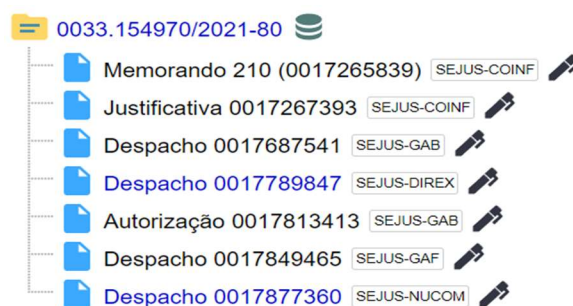 0033.154970/2021-80
Memorando 210 (0017265839) SEJUS-COINF
Justificativa 0017267393 SEJUS-COINF
Despacho 0017687541 SEJUS-GAB
Despacho 0017789847 SEJUS-DIREX
Autorização 0017813413 SEJUS-GAB
Despacho 0017849465 SEJUS-GAF
Despacho 0017877360 SEJUS-NUCOM